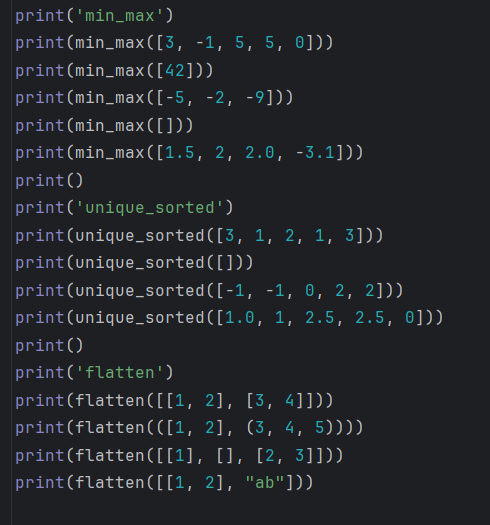 print('min_max')
print(min_max([3, -1, 5, 5, 0]))
print(min_max([42]))
print(min_max([-5, -2, -9]))
print(min_max([]))
print(min_max([1.5, 2, 2.0, -3.1]))
print()
print('unique_sorted')
print(unique_sorted([3, 1, 2, 1, 3]))
print(unique_sorted([]))
print(unique_sorted([-1, -1, 0, 2, 2]))
print(unique_sorted([1.0, 1, 2.5, 2.5, 0]))
print()
print('flatten')
print(flatten([[1, 2], [3, 4]]))
print(flatten(([1, 2], (3, 4, 5))))
print(flatten([[1], [], [2, 3]]))
print(flatten([[1, 2], "ab"]))